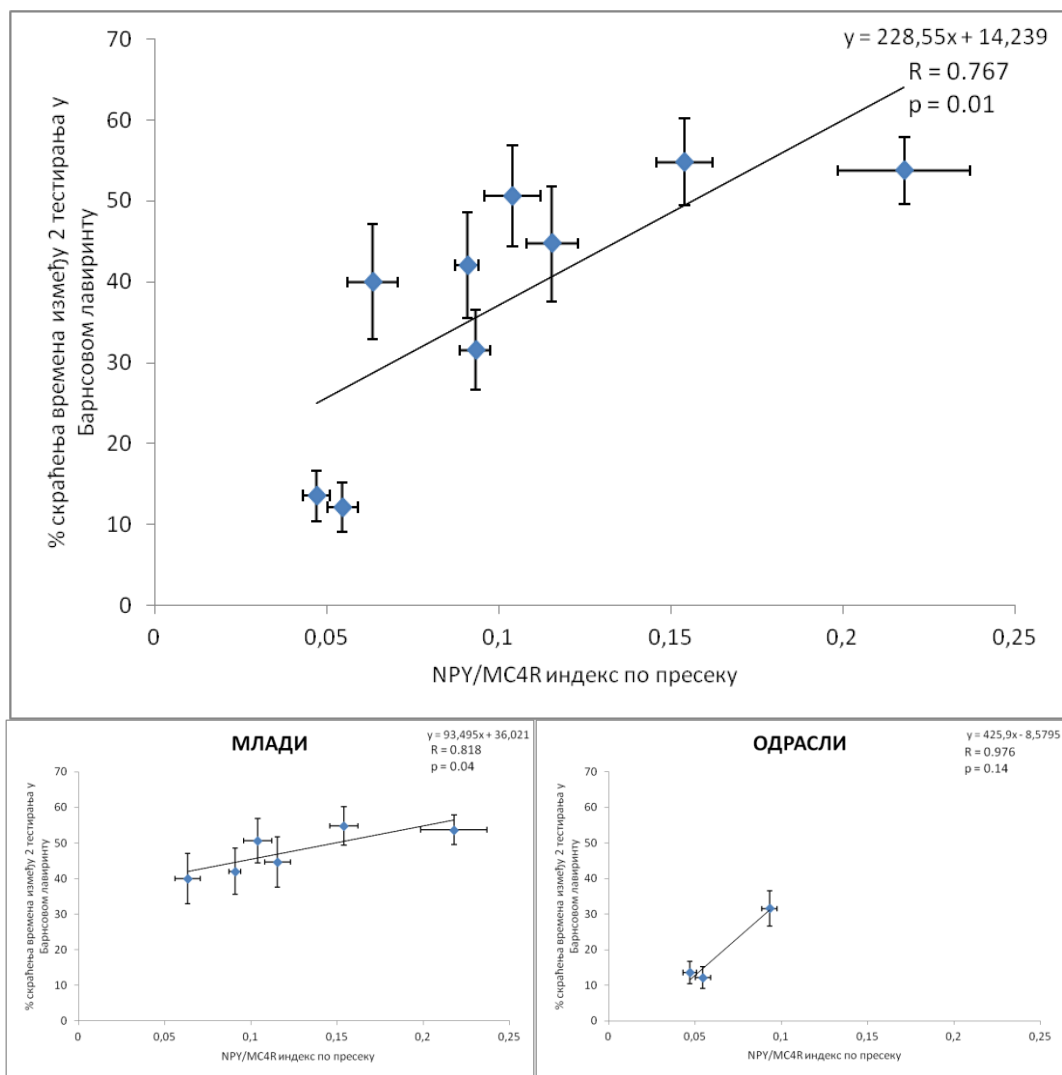 y = 228,55x + 14,239
R = 0.767
p = 0.01
% скраћења времена између 2 тестирања у
Барнсовом лавиринту
70
60
50
40
30
20
10
0
0 0,05 0,1 0,15 0,2 0,25
NPY/MC4R индекс по пресеку
МЛАДИ
y = 93,495x + 36,021
R = 0.818
p = 0.04
% скраћења времена између 2 тестирања у
Барнсовом лавиринту
70
60
50
40
30
20
10
0
0 0,05 0,1 0,15 0,2 0,25
NPY/MC4R индекс по пресеку
ОДРАСЛИ
y = 425,9x - 8,5795
R = 0.976
p = 0.14
% скраћења времена између 2 тестирања у
Барнсовом лавиринту
70
60
50
40
30
20
10
0
0 0,05 0,1 0,15 0,2 0,25
NPY/MC4R индекс по пресеку